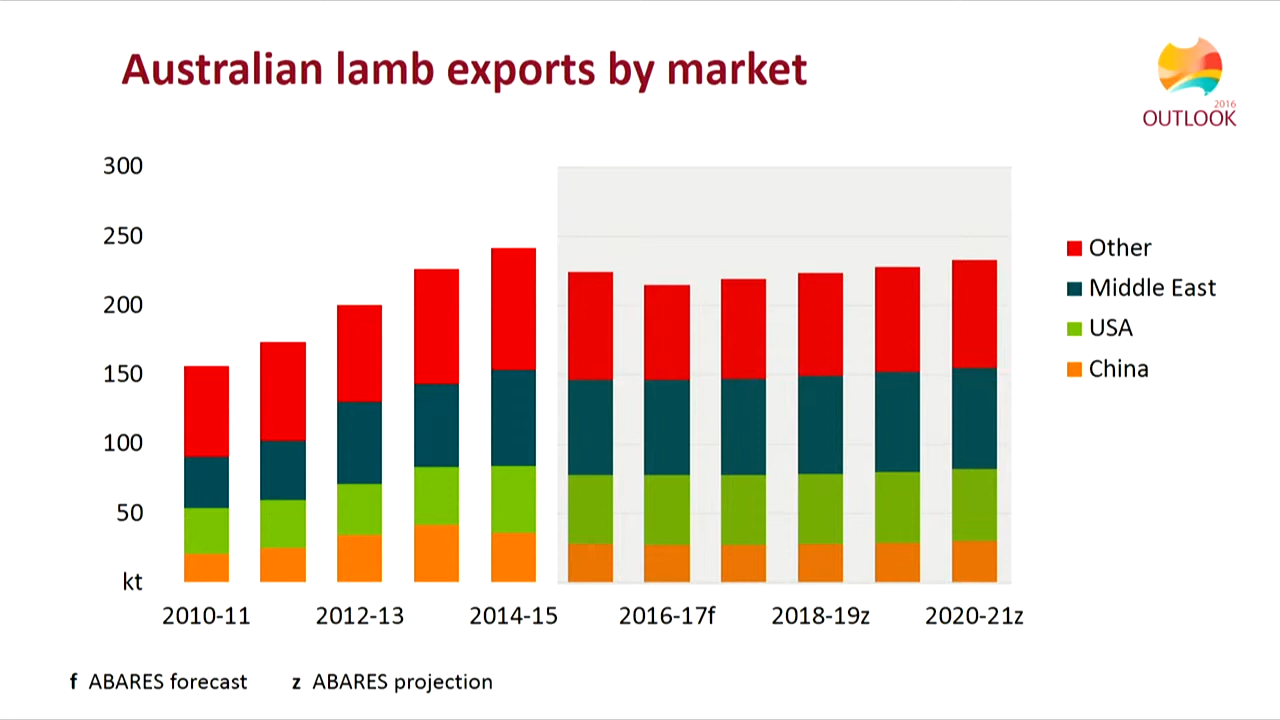 Australian lamb exports by market
2016
OUTLOOK
300
250
200
150
100
50
kt
2010-11 2012-13 2014-15 2016-17f 2018-19z 2020-21z
Other
Middle East
USA
China
f ABARES forecast z ABARES projection